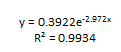 y = 0.3922e⁻²·⁹⁷²ˣ
R² = 0.9934